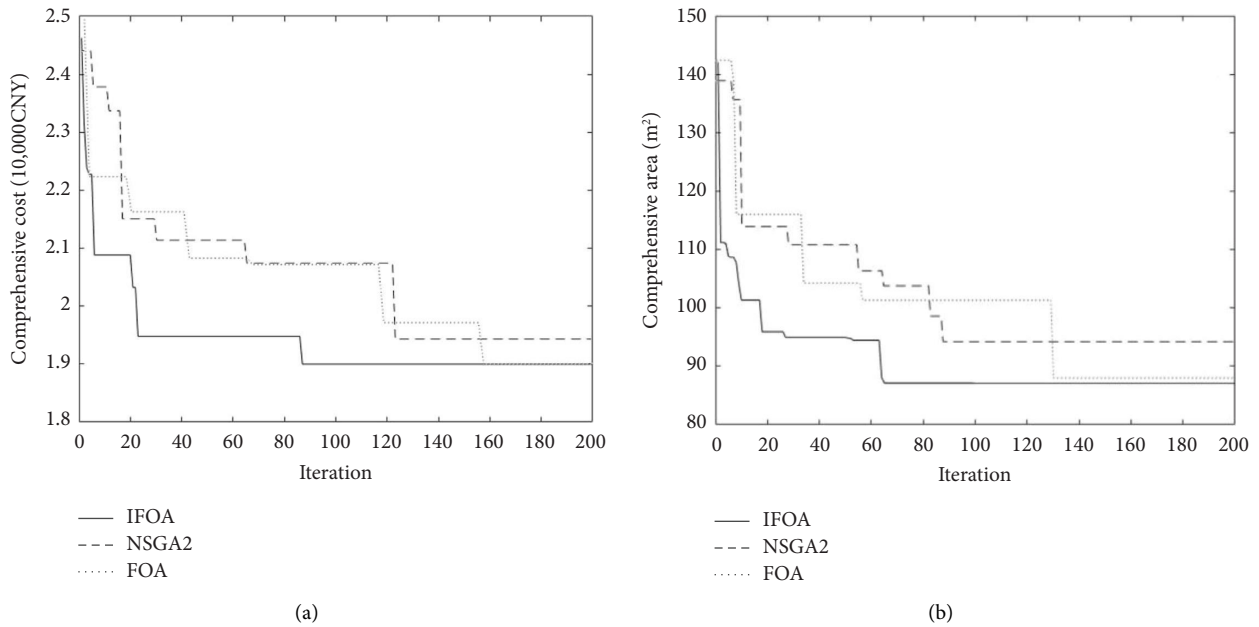 2.5
2.4
2.3
2.2
2.1
2
1.9
1.8
Comprehensive cost (10,000CNY)
0 20 40 60 80 100 120 140 160 180 200
Iteration
IFOA
NSGA2
FOA
(a)
150
140
130
120
110
100
90
80
Comprehensive area (m²)
0 20 40 60 80 100 120 140 160 180 200
Iteration
IFOA
NSGA2
FOA
(b)